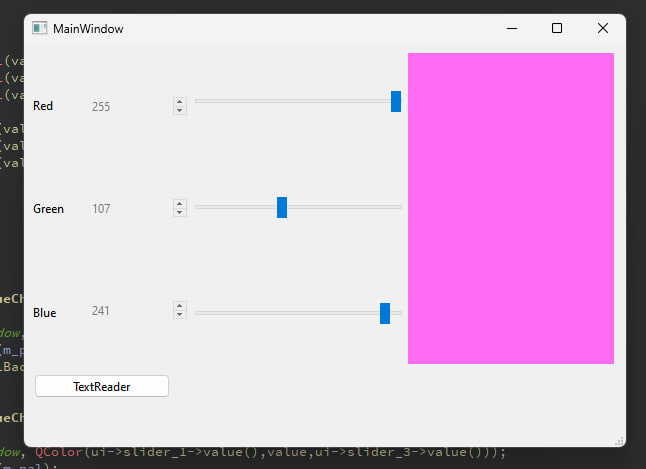 MainWindow
l(va
l(va
l(va
Red
255
(val
(val
(val
Green
107
ueCh
Blue
241
dow,
(m_p
lBac
TextReader
ueCh
dow, QColor(ui->slider_1->value(),value,ui->slider_3->value()));
(m_pal);